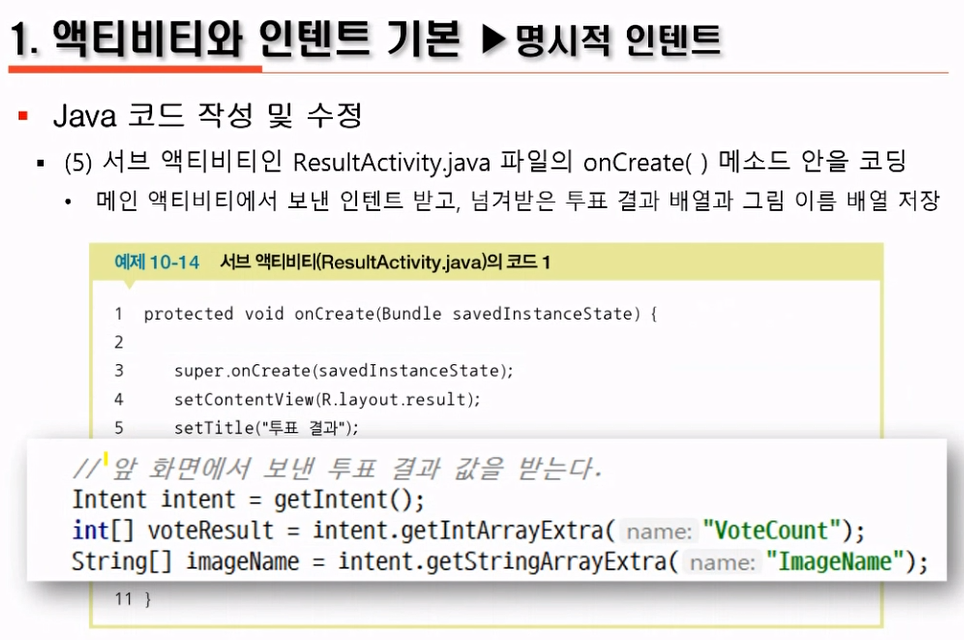 1. 액티비티와 인텐트 기본 ▶명시적 인텐트
▪ Java 코드 작성 및 수정
▪ (5) 서브 액티비티인 ResultActivity.java 파일의 onCreate( ) 메소드 안을 코딩
• 메인 액티비티에서 보낸 인텐트 받고, 넘겨받은 투표 결과 배열과 그림 이름 배열 저장
예제 10-14 서브 액티비티(ResultActivity.java)의 코드 1
1 protected void onCreate(Bundle savedInstanceState) {
2
3 super.onCreate(savedInstanceState);
4 setContentView(R.layout.result);
5 setTitle("투표 결과");
// 앞 화면에서 보낸 투표 결과 값을 받는다.
Intent intent = getIntent();
int[] voteResult = intent.getIntArrayExtra( name: "VoteCount");
String[] imageName = intent.getStringArrayExtra( name: "ImageName");
11 }